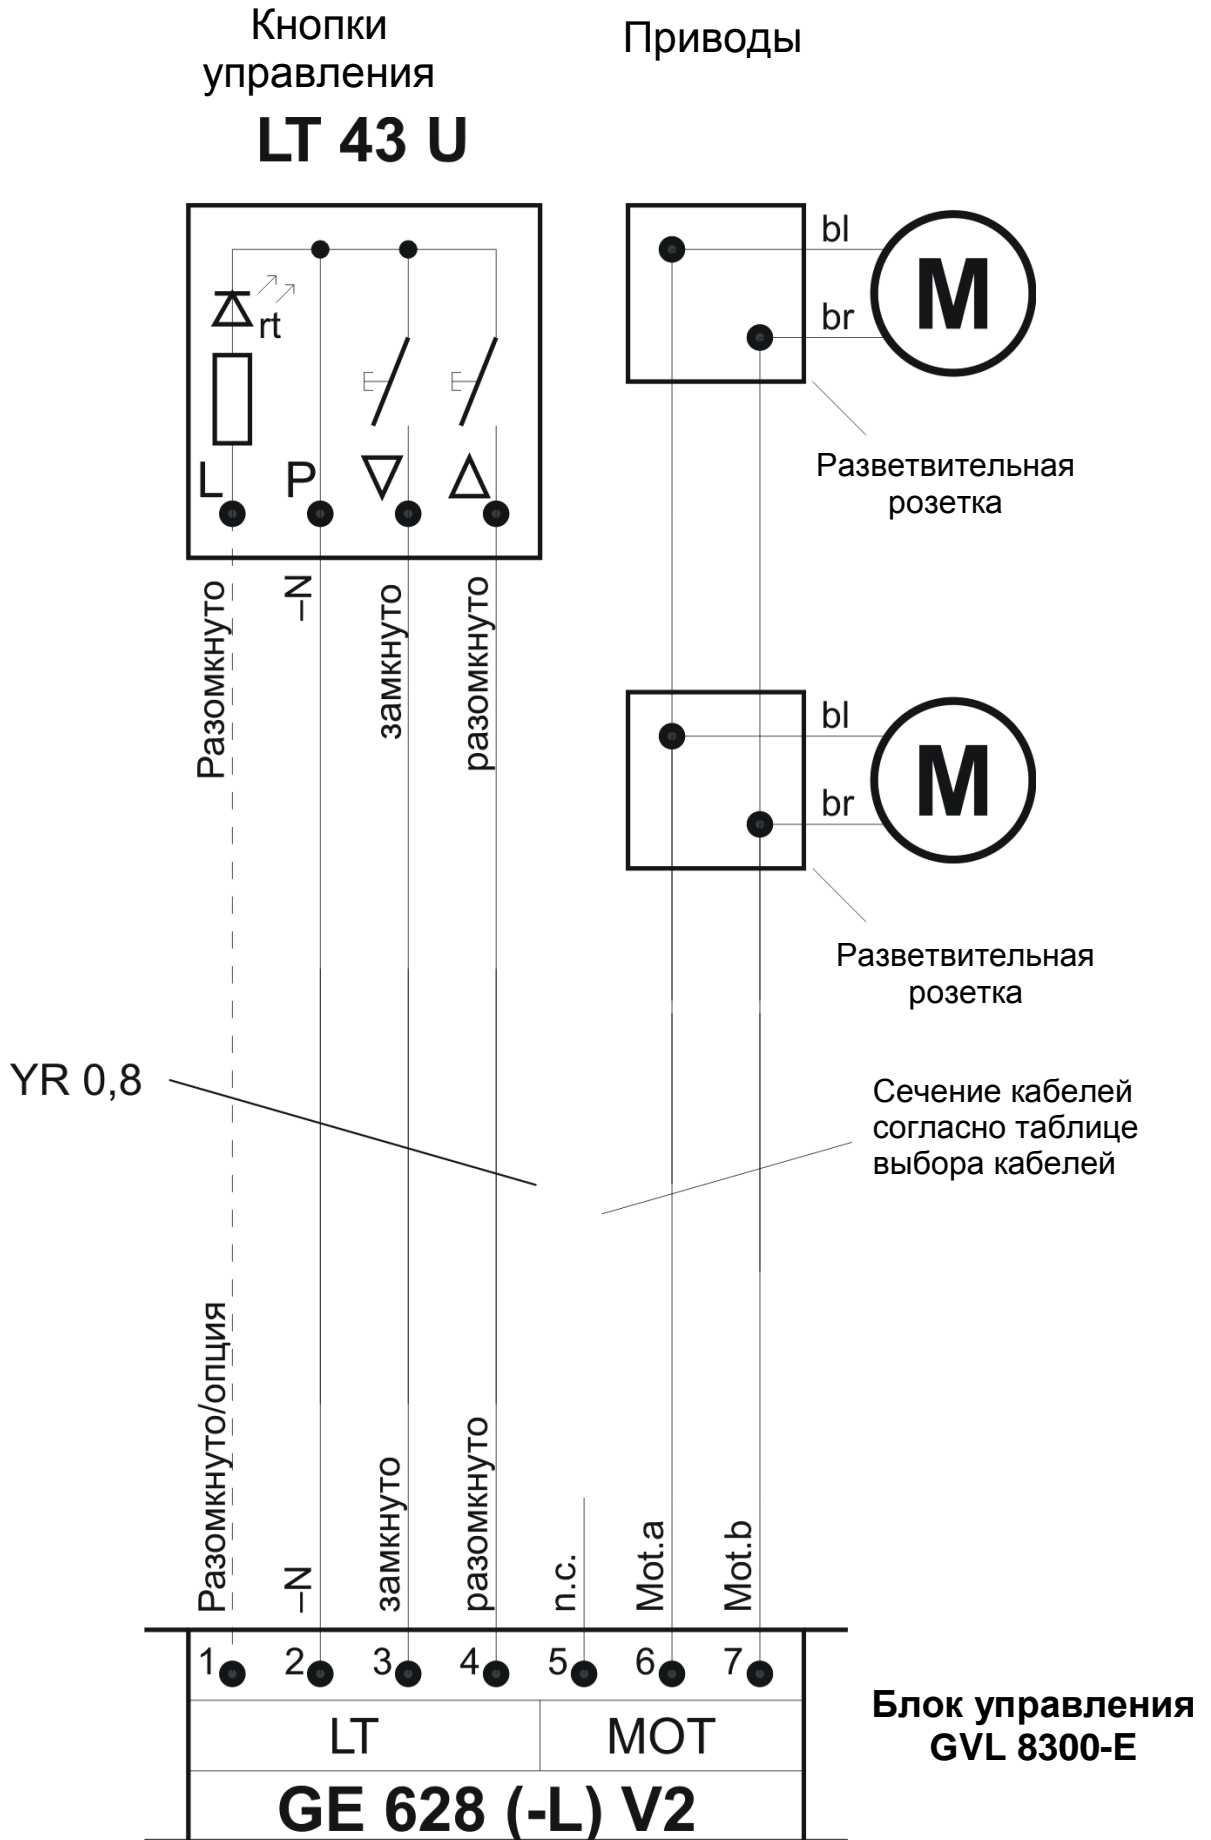 Кнопки
управления
LT 43 U
Приводы
rt
L
P
bl
br
M
Разветвительная
розетка
Разомкнуто
–N
замкнуто
разомкнуто
bl
br
M
Разветвительная
розетка
YR 0,8
Сечение кабелей
согласно таблице
выбора кабелей
Разомкнуто/опция
–N
замкнуто
разомкнуто
n.c.
Mot.a
Mot.b
1 2 3 4 5 6 7
LT MOT
GE 628 (-L) V2
Блок управления
GVL 8300-E